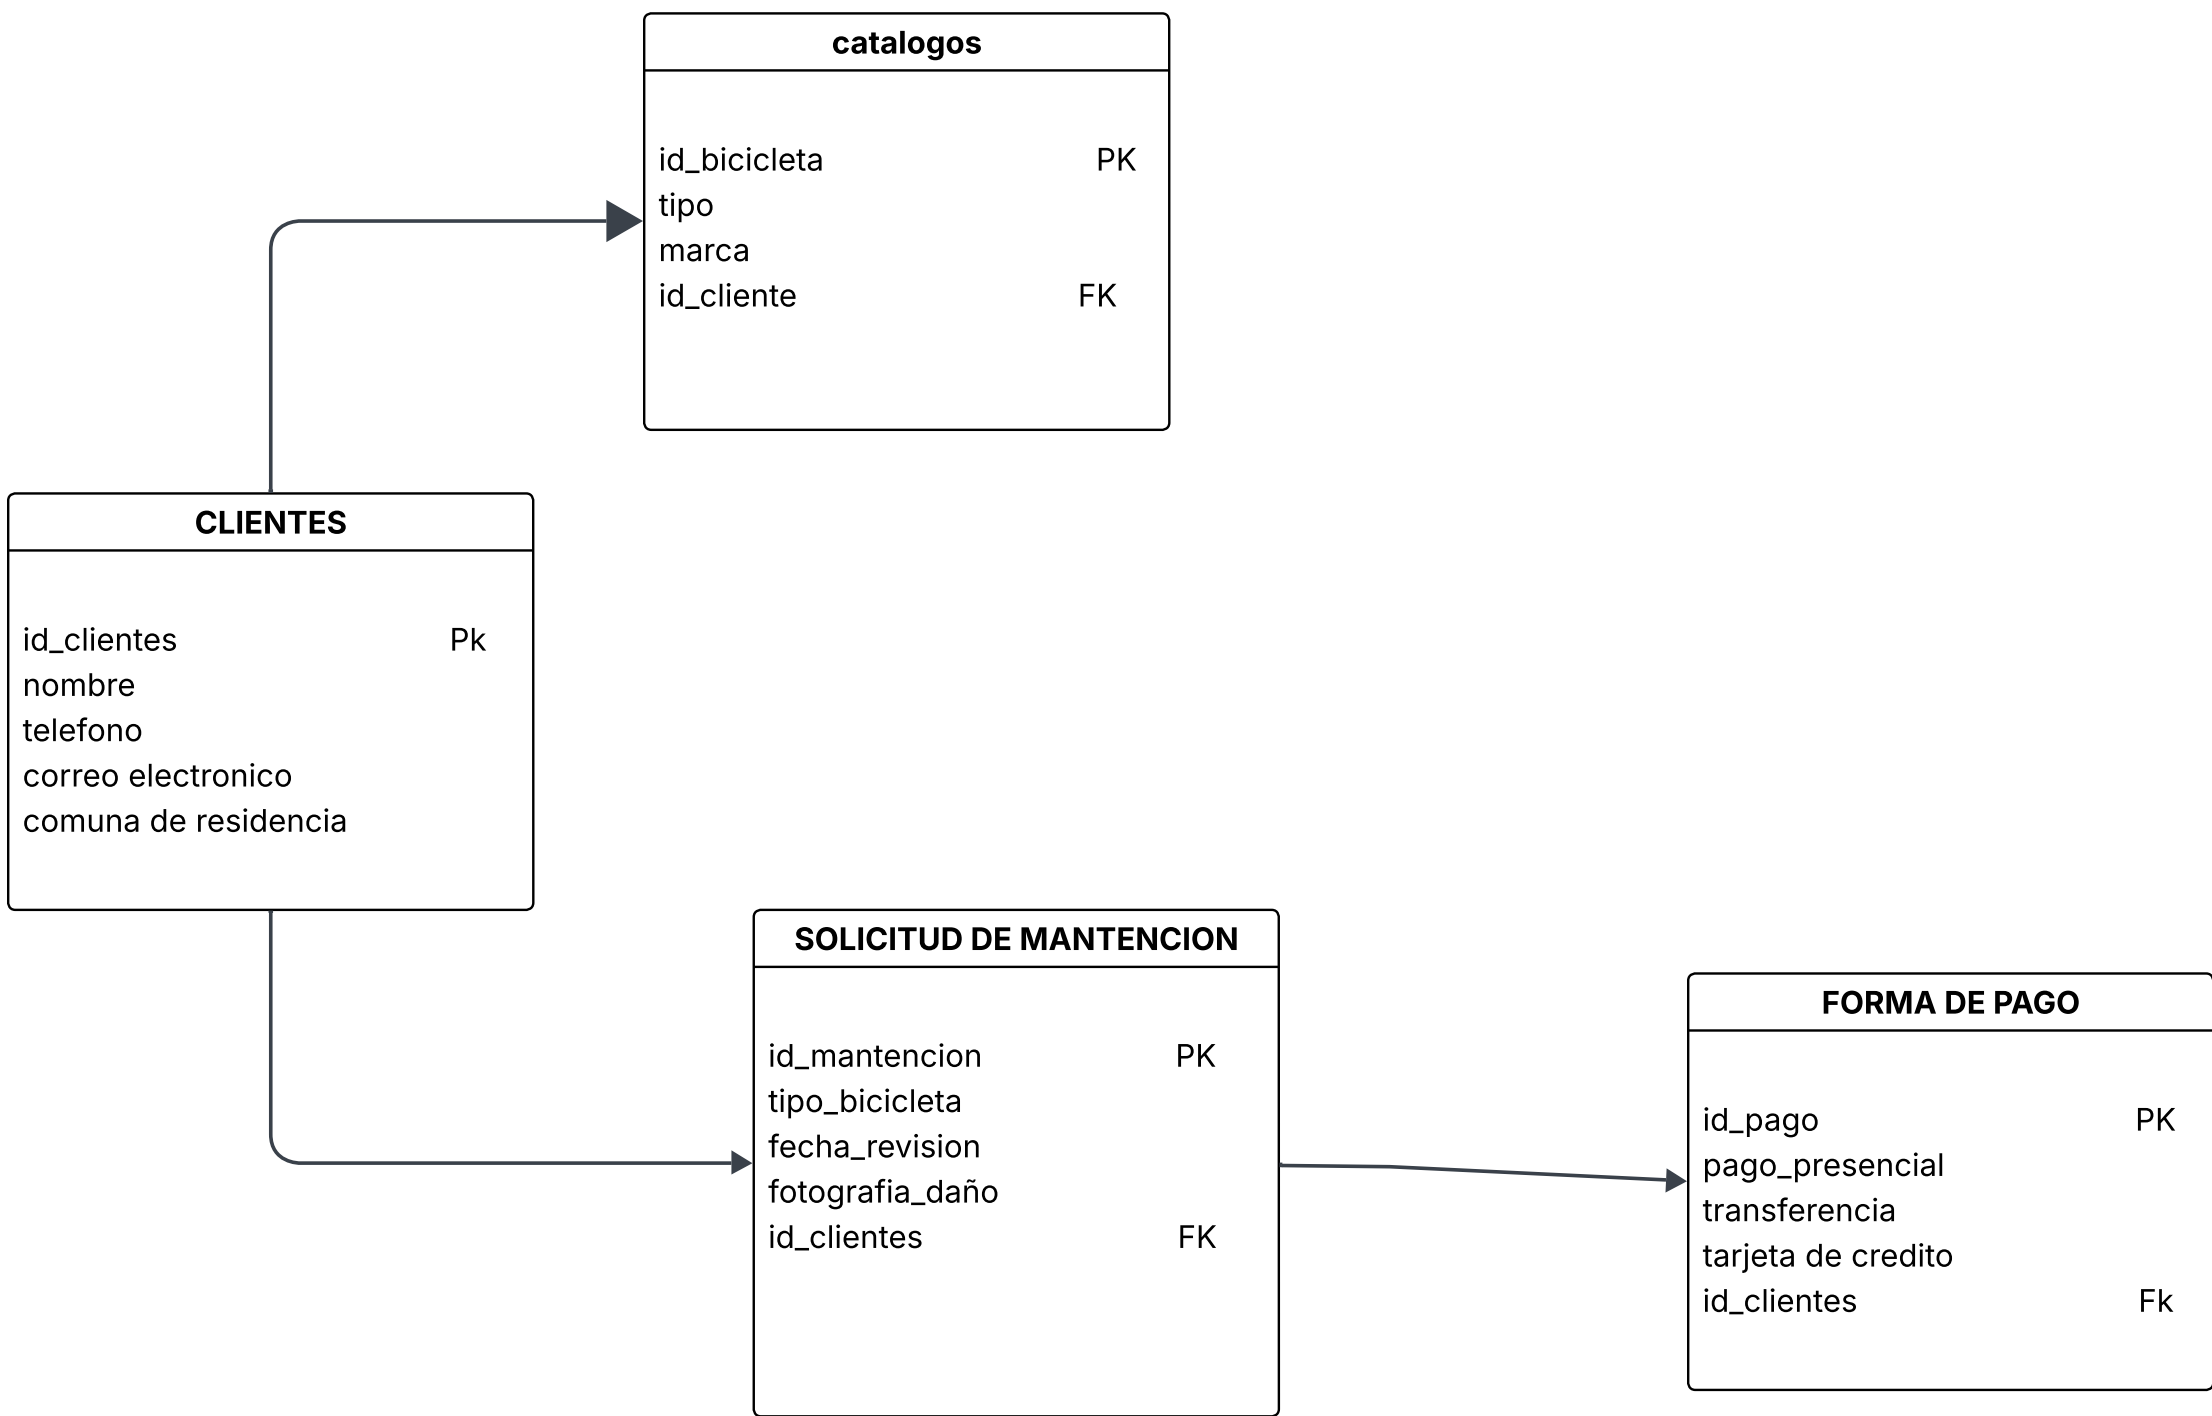 catalogos
id_bicicleta PK
tipo
marca
id_cliente FK
CLIENTES
id_clientes Pk
nombre
telefono
correo electronico
comuna de residencia
SOLICITUD DE MANTENCION
id_mantencion PK
tipo_bicicleta
fecha_revision
fotografia_daño
id_clientes FK
FORMA DE PAGO
id_pago PK
pago_presencial
transferencia
tarjeta de credito
id_clientes Fk